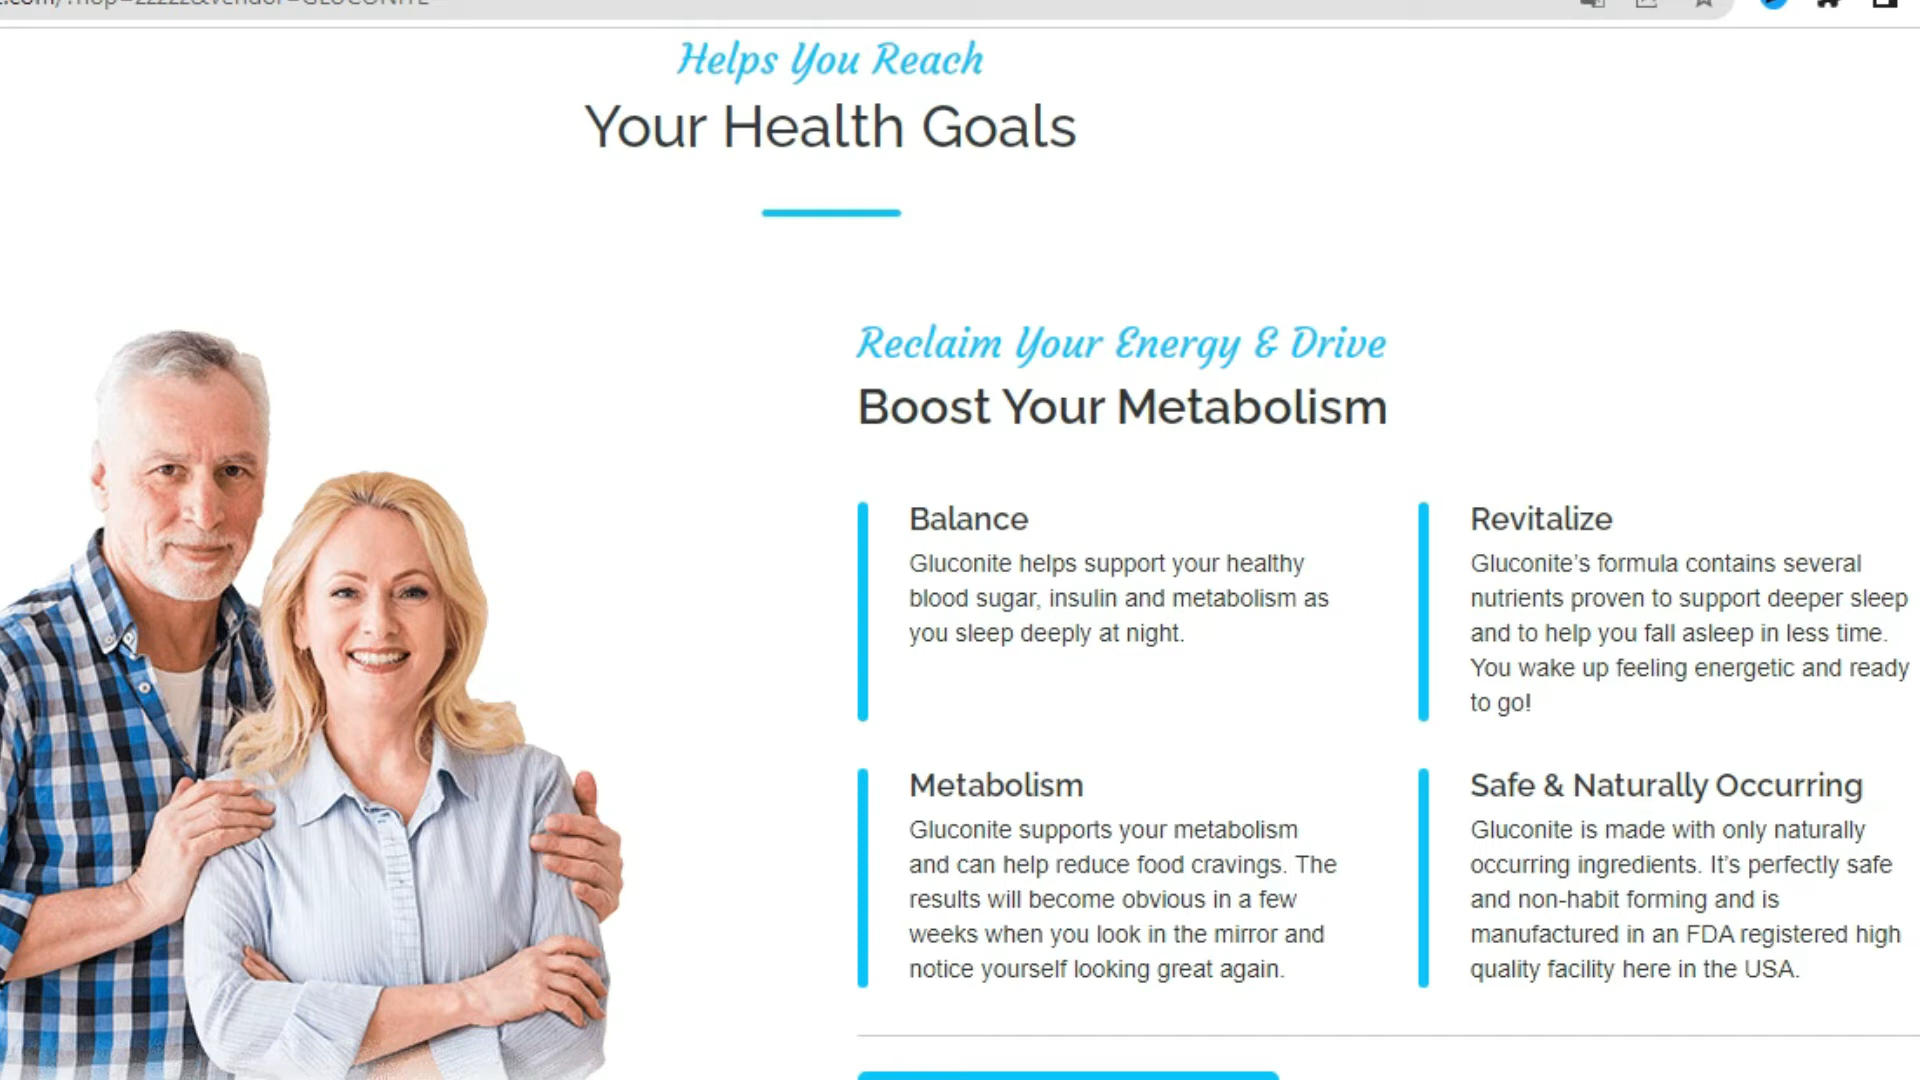 Helps You Reach
Your Health Goals
Reclaim Your Energy & Drive
Boost Your Metabolism
Balance
Gluconite helps support your healthy
blood sugar, insulin and metabolism as
you sleep deeply at night.
Revitalize
Gluconite’s formula contains several
nutrients proven to support deeper sleep
and to help you fall asleep in less time.
You wake up feeling energetic and ready
to go!
Metabolism
Gluconite supports your metabolism
and can help reduce food cravings. The
results will become obvious in a few
weeks when you look in the mirror and
notice yourself looking great again.
Safe & Naturally Occurring
Gluconite is made with only naturally
occurring ingredients. It’s perfectly safe
and non-habit forming and is
manufactured in an FDA registered high
quality facility here in the USA.